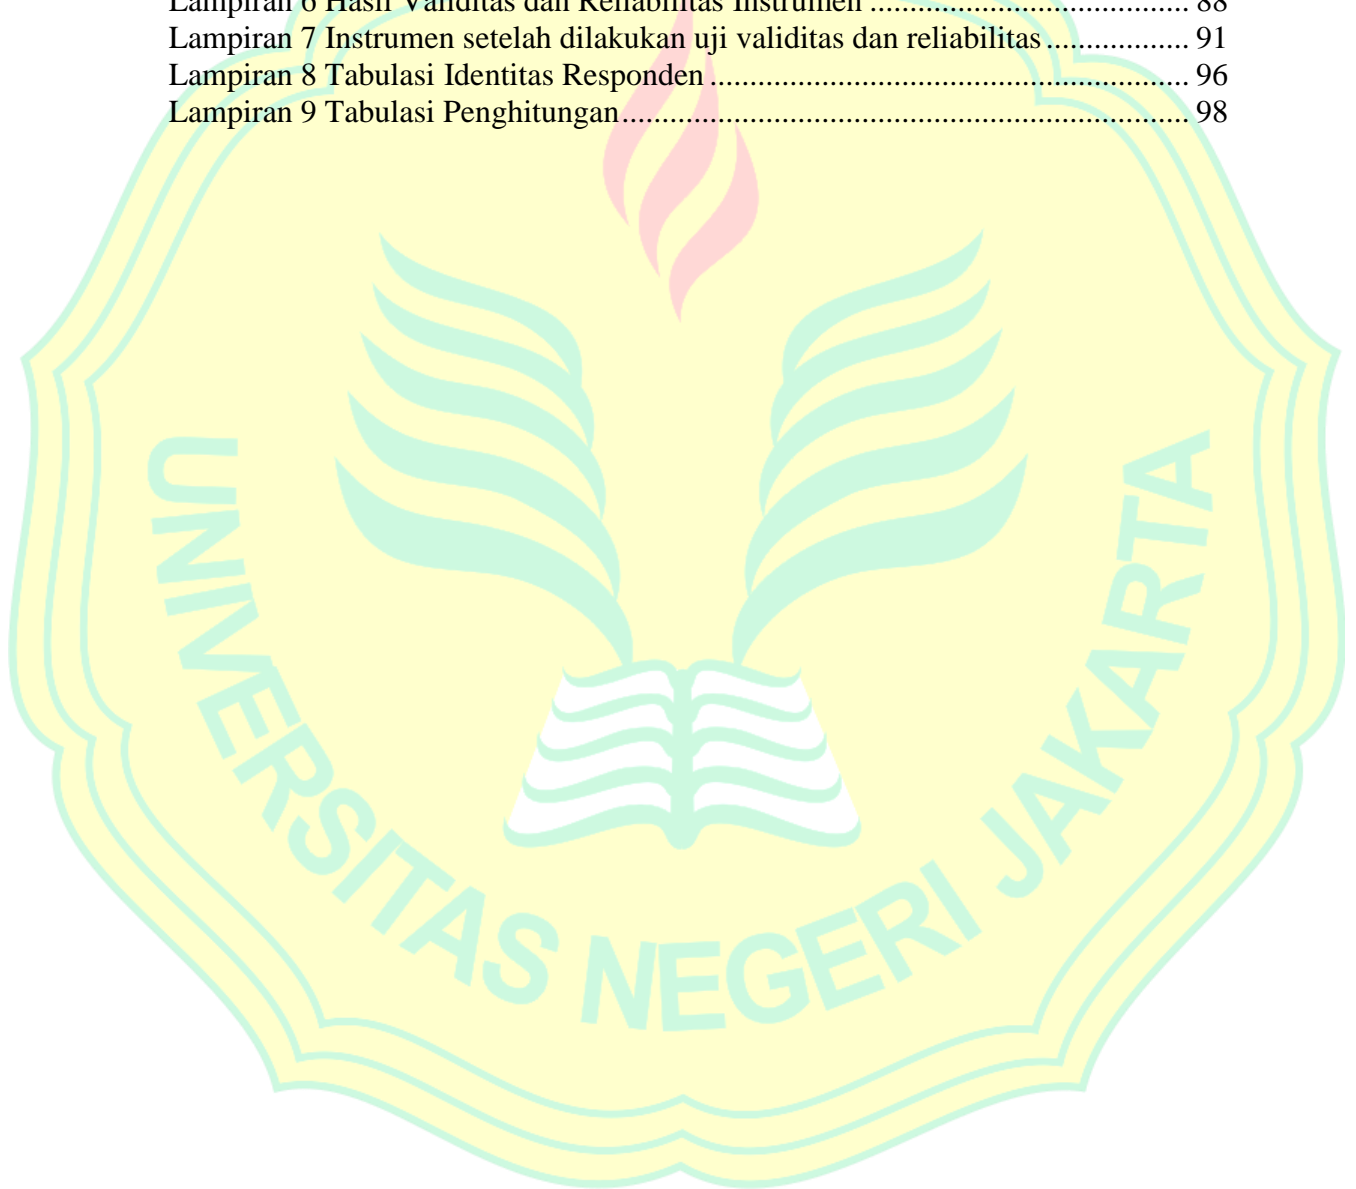 Lampiran 6 Hasil Validitas dan Reliabilitas Instrumen ........................................ 88
Lampiran 7 Instrumen setelah dilakukan uji validitas dan reliabilitas .................. 91
Lampiran 8 Tabulasi Identitas Responden ............................................................ 96
Lampiran 9 Tabulasi Penghitungan....................................................................... 98
UNIVERSITAS NEGERI JAKARTA